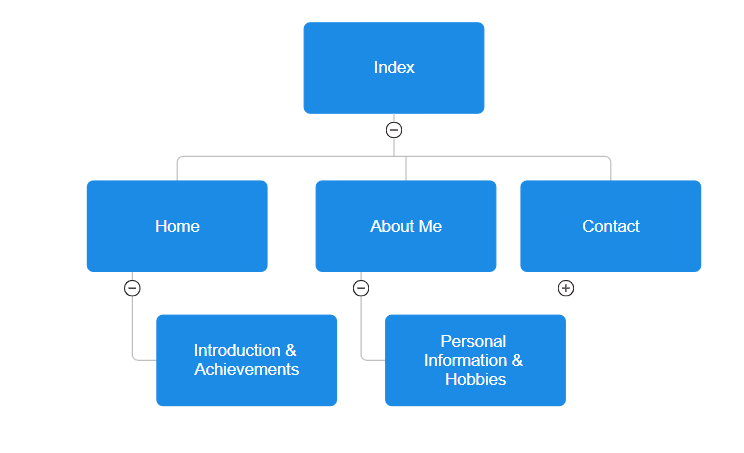 Index
Home
About Me
Contact
Introduction &
Achievements
Personal
Information &
Hobbies